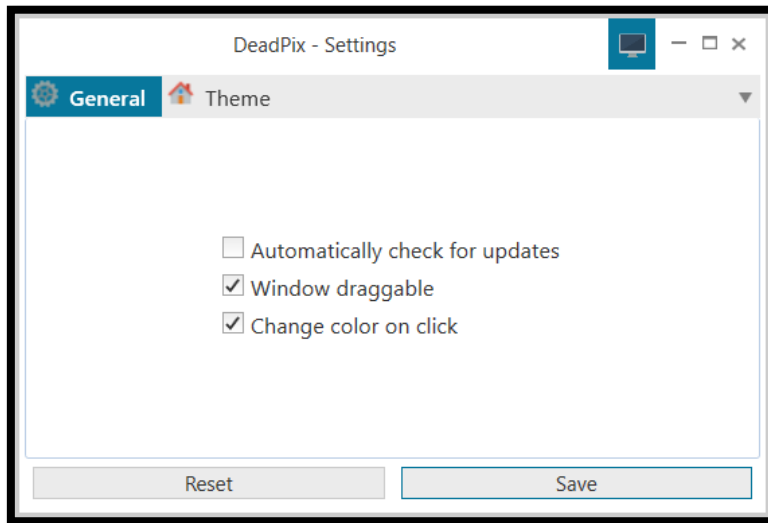 DeadPix - Settings
General Theme
Automatically check for updates
Window draggable
Change color on click
Reset Save